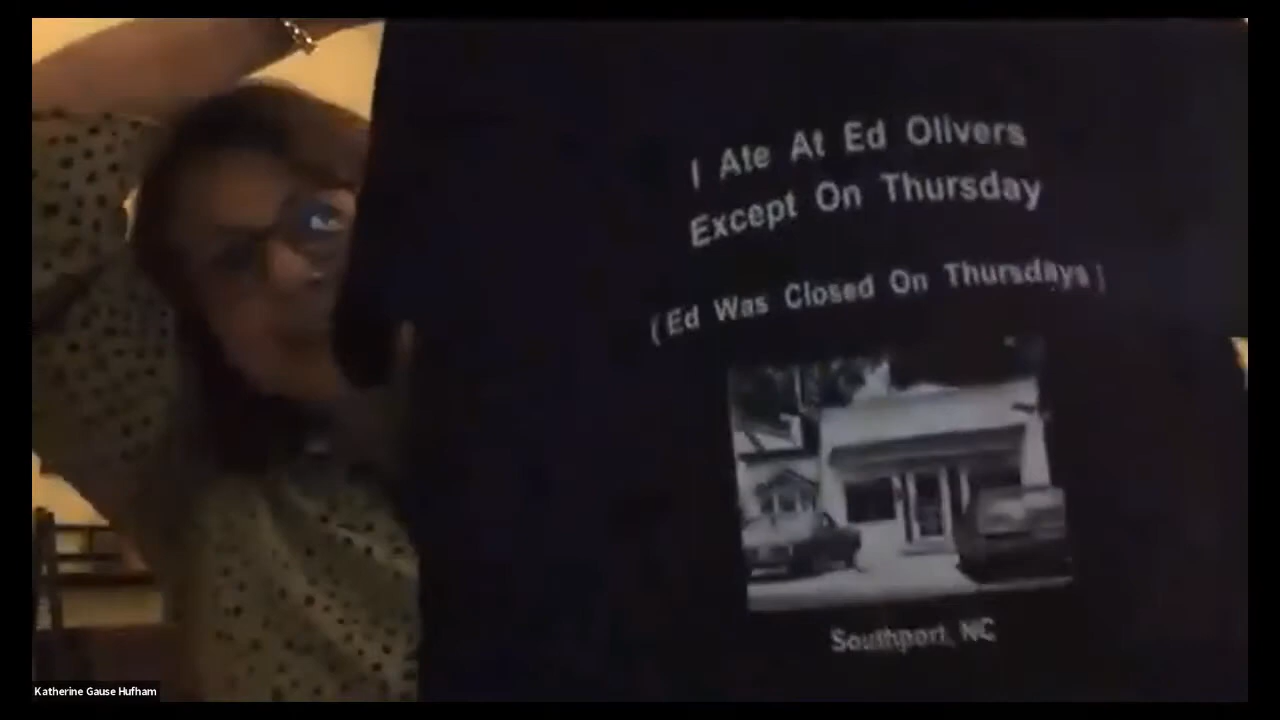 I Ate At Ed Olivers
Except On Thursday
(Ed Was Closed On Thursdays)
Southport, NC
Katherine Gause Hufham